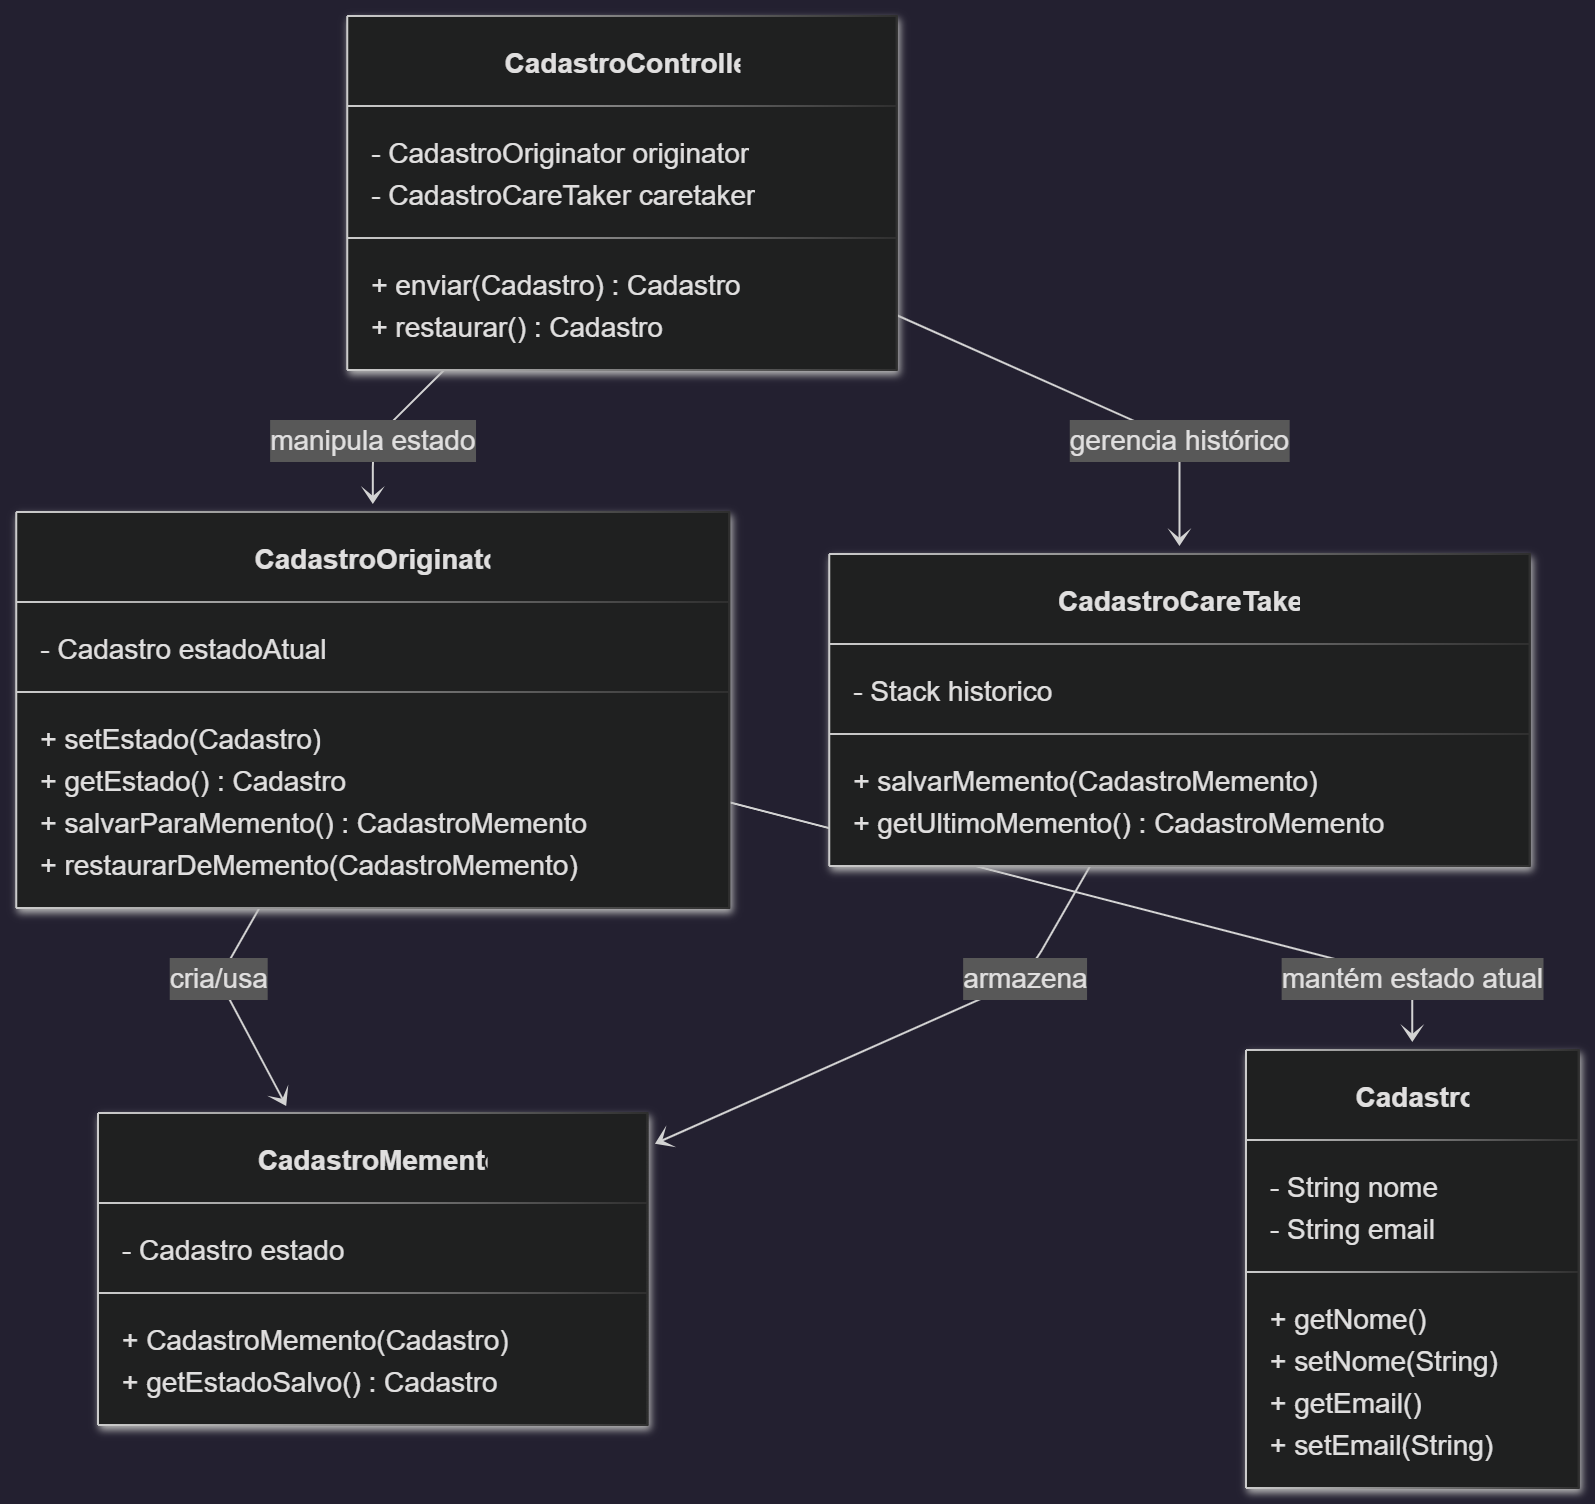 CadastroControlle
- CadastroOriginator originator
- CadastroCareTaker caretaker
+ enviar(Cadastro) : Cadastro
+ restaurar() : Cadastro
manipula estado
gerencia histórico
CadastroOriginato
- Cadastro estadoAtual
+ setEstado(Cadastro)
+ getEstado() : Cadastro
+ salvarParaMemento() : CadastroMemento
+ restaurarDeMemento(CadastroMemento)
CadastroCareTake
- Stack historico
+ salvarMemento(CadastroMemento)
+ getUltimoMemento() : CadastroMemento
cria/usa
armazena
mantém estado atual
CadastroMemento
- Cadastro estado
+ CadastroMemento(Cadastro)
+ getEstadoSalvo() : Cadastro
Cadastro
- String nome
- String email
+ getNome()
+ setNome(String)
+ getEmail()
+ setEmail(String)